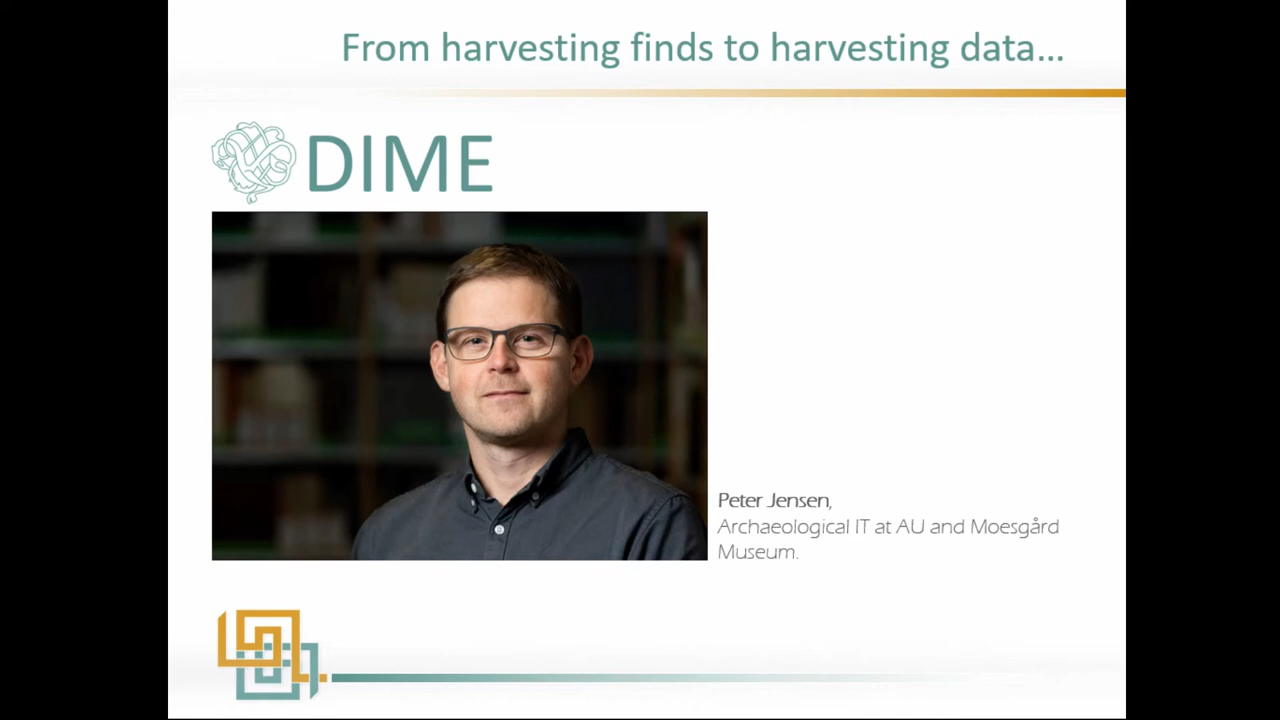 From harvesting finds to harvesting data...
DIME
Peter Jensen,
Archaeological IT at AU and Moesgård
Museum.